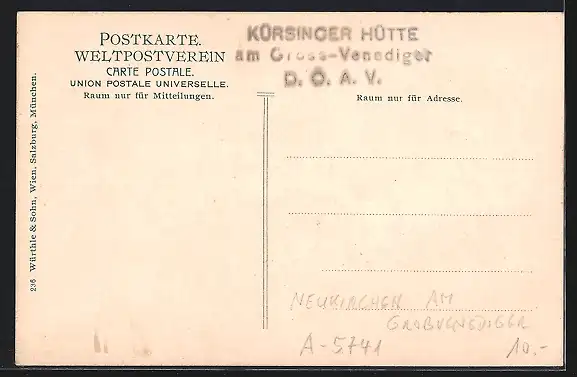 POSTKARTE.
WELTPOSTVEREIN
CARTE POSTALE.
UNION POSTALE UNIVERSELLE.
Raum nur für Mitteilungen.
KÜRSINGER HÜTTE
am Gross-Venediger
D. Ö. A. V.
Raum nur für Adresse.
236 Würthle & Sohn, Wien, Salzburg, München.
NEUKIRCHEN AM
GROßVENEDIGER
A-5741
10.-